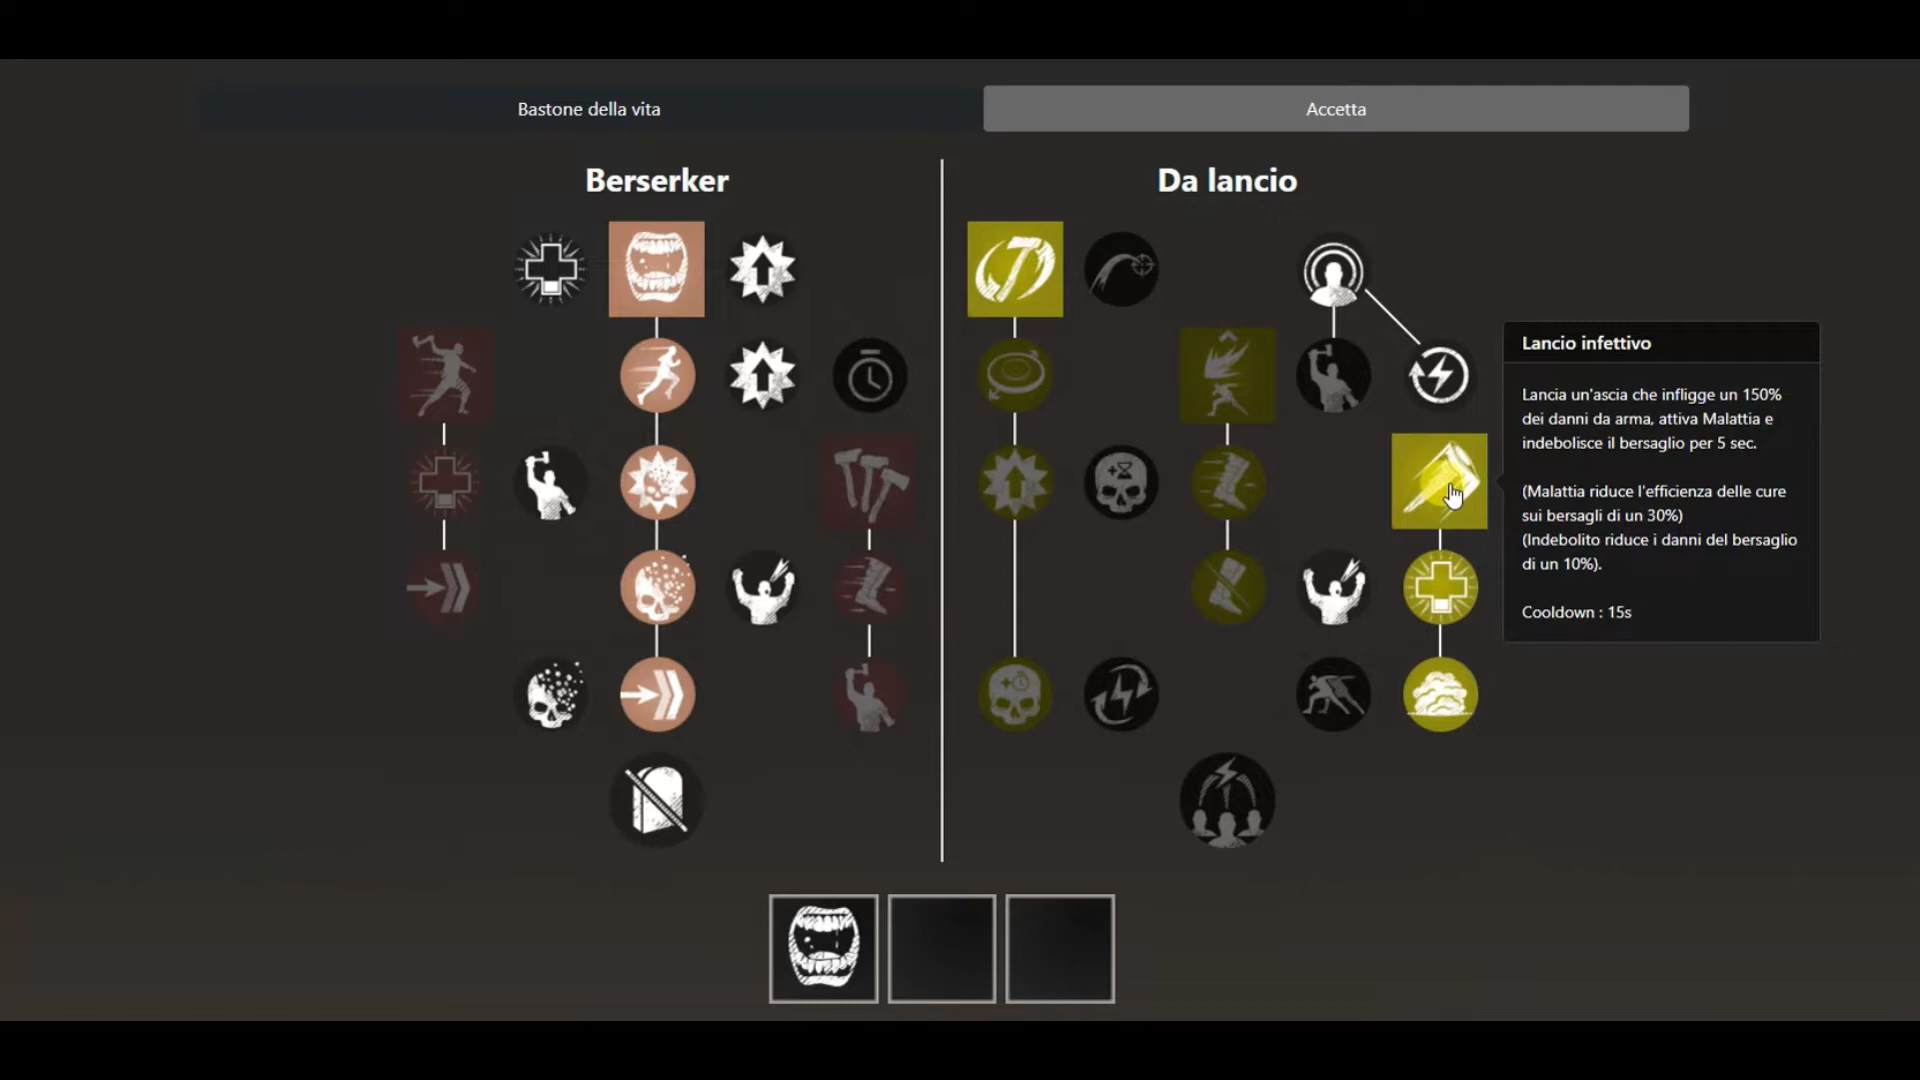 Bastone della vita
Accetta
Berserker
Da lancio
Lancio infettivo
Lancia un'ascia che infligge un 150%
dei danni da arma, attiva Malattia e
indebolisce il bersaglio per 5 sec.
(Malattia riduce l'efficienza delle cure
sui bersagli di un 30%)
(Indebolito riduce i danni del bersaglio
di un 10%).
Cooldown : 15s